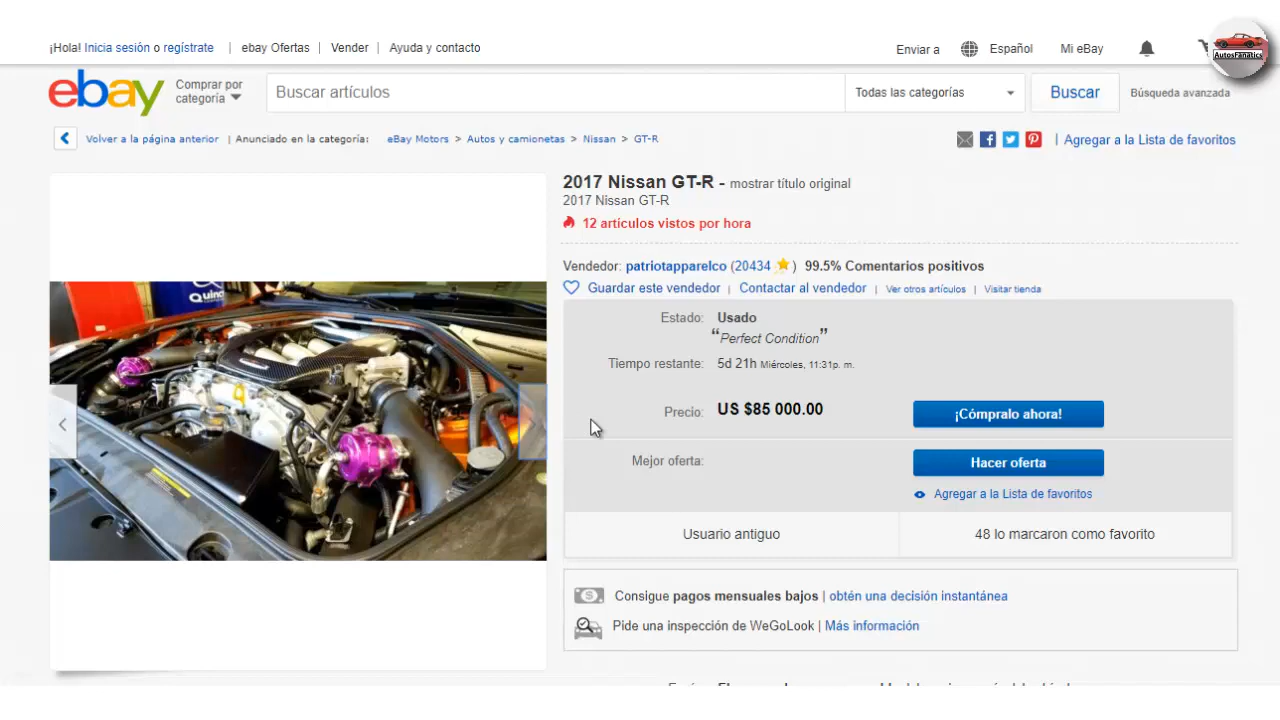 ¡Hola! Inicia sesión o regístrate | ebay Ofertas | Vender | Ayuda y contacto
Enviar a Español Mi eBay
AutosFanatics
ebay Comprar por categoría Buscar artículos Todas las categorías Buscar Búsqueda avanzada
Volver a la página anterior | Anunciado en la categoría: eBay Motors > Autos y camionetas > Nissan > GT-R
| Agregar a la Lista de favoritos
2017 Nissan GT-R - mostrar título original
2017 Nissan GT-R
12 artículos vistos por hora
Vendedor: patriotapparelco (20434 ) 99.5% Comentarios positivos
Guardar este vendedor | Contactar al vendedor | Ver otros artículos | Visitar tienda
Estado: Usado
“Perfect Condition”
Tiempo restante: 5d 21h Miércoles, 11:31p. m.
Precio: US $85 000.00 ¡Cómpralo ahora!
Mejor oferta: Hacer oferta
Agregar a la Lista de favoritos
Usuario antiguo 48 lo marcaron como favorito
Consigue pagos mensuales bajos | obtén una decisión instantánea
Pide una inspección de WeGoLook | Más información